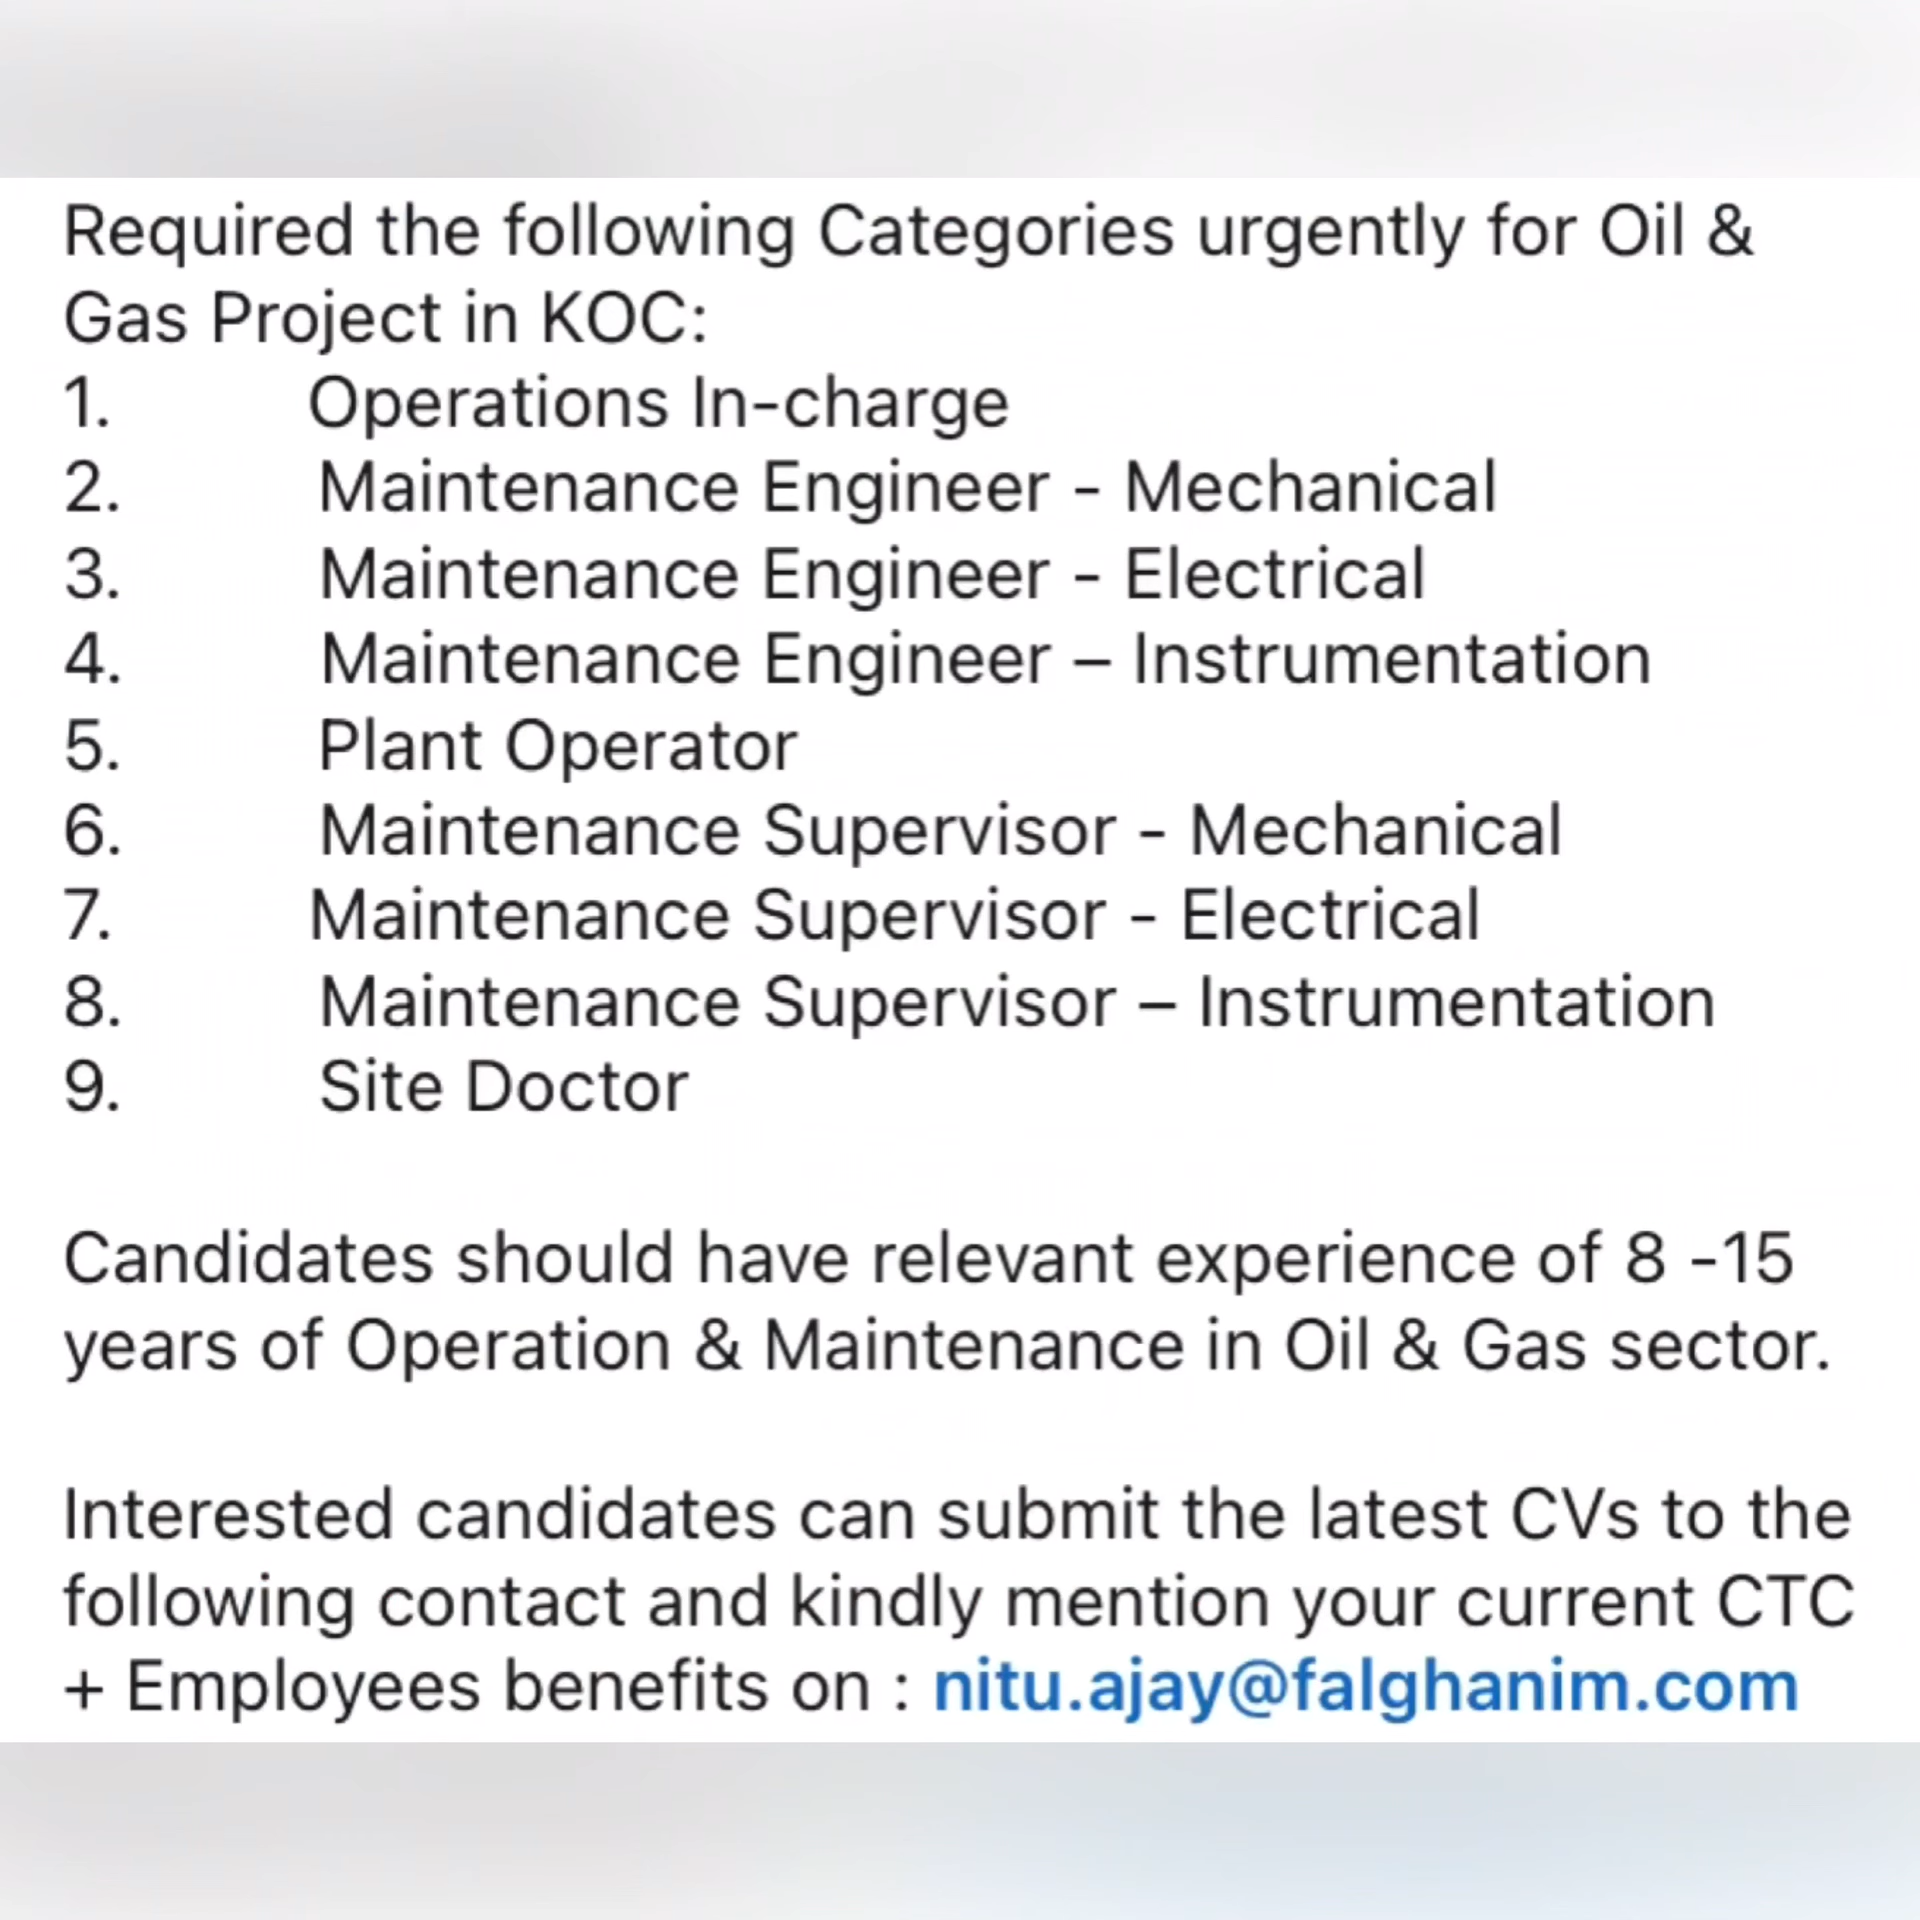 Required the following Categories urgently for Oil &
Gas Project in KOC:
1. Operations In-charge
2. Maintenance Engineer - Mechanical
3. Maintenance Engineer - Electrical
4. Maintenance Engineer – Instrumentation
5. Plant Operator
6. Maintenance Supervisor - Mechanical
7. Maintenance Supervisor - Electrical
8. Maintenance Supervisor – Instrumentation
9. Site Doctor
Candidates should have relevant experience of 8 -15
years of Operation & Maintenance in Oil & Gas sector.
Interested candidates can submit the latest CVs to the
following contact and kindly mention your current CTC
+ Employees benefits on : nitu.ajay@falghanim.com